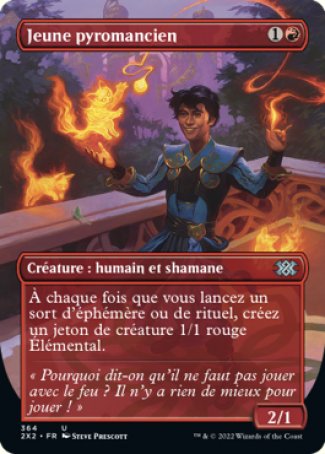 Jeune pyromancien 1
Créature : humain et shamane
À chaque fois que vous lancez un
sort d'éphémère ou de rituel, créez
un jeton de créature 1/1 rouge
Élémental.
« Pourquoi dit-on qu'il ne faut pas jouer
avec le feu ? Il n'y a rien de mieux pour
jouer ! »
2/1
364 U
2X2 • FR Steve Prescott
™ & © 2022 Wizards of the Coast